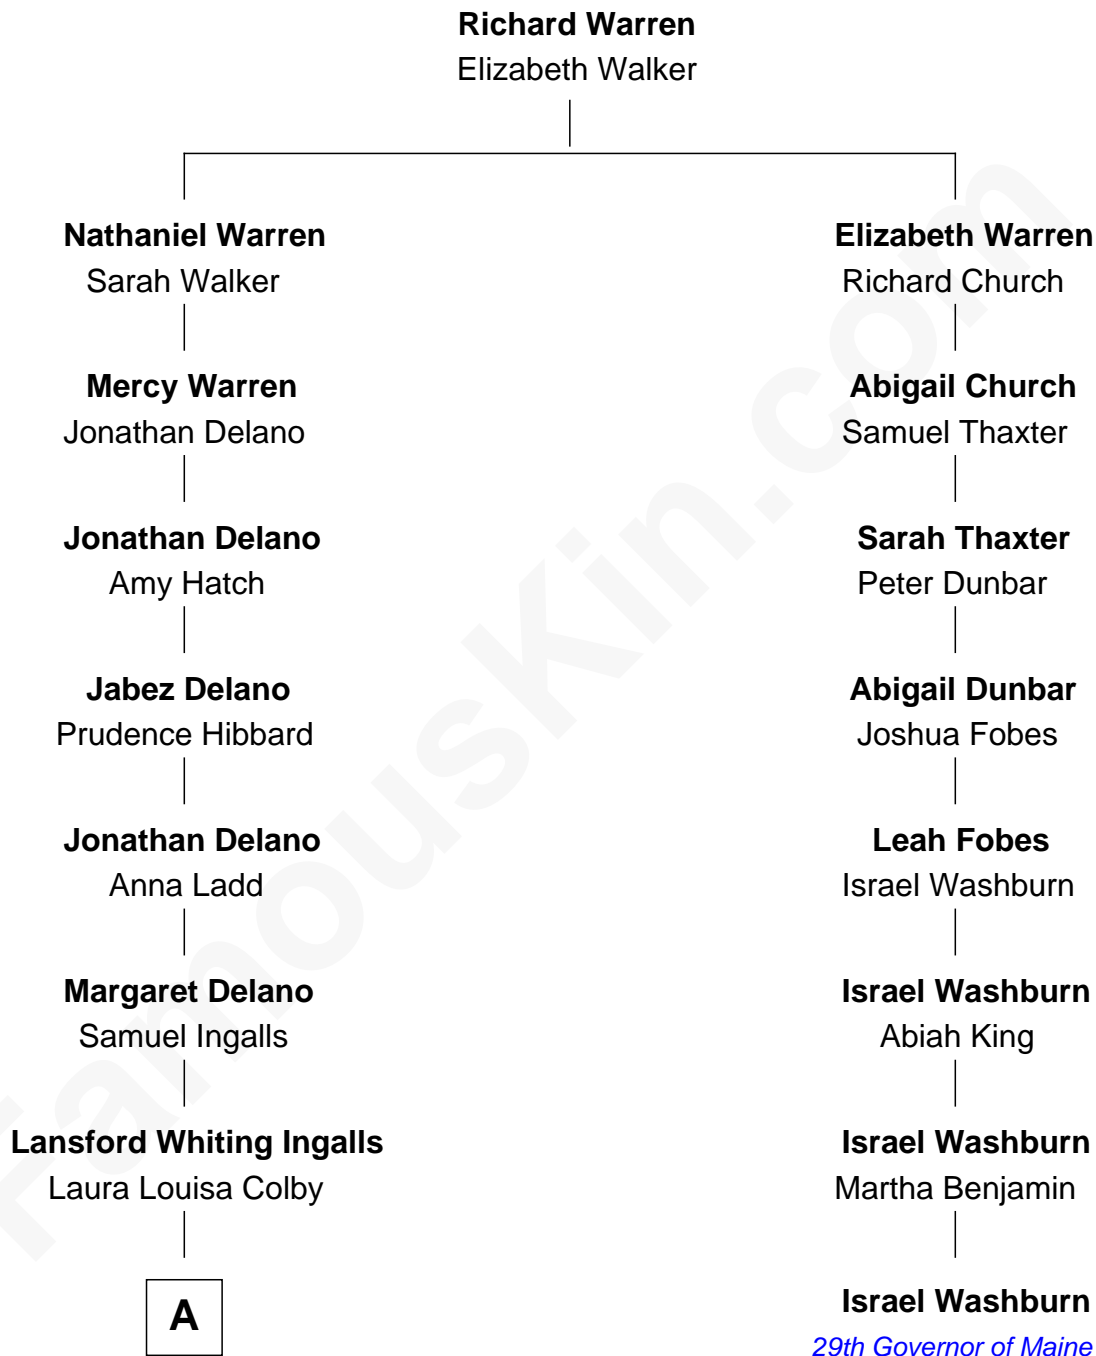 Richard Warren
Elizabeth Walker
Nathaniel Warren
Sarah Walker
Mercy Warren
Jonathan Delano
Jonathan Delano
Amy Hatch
Jabez Delano
Prudence Hibbard
Jonathan Delano
Anna Ladd
Margaret Delano
Samuel Ingalls
Lansford Whiting Ingalls
Laura Louisa Colby
A
Elizabeth Warren
Richard Church
Abigail Church
Samuel Thaxter
Sarah Thaxter
Peter Dunbar
Abigail Dunbar
Joshua Fobes
Leah Fobes
Israel Washburn
Israel Washburn
Abiah King
Israel Washburn
Martha Benjamin
Israel Washburn
29th Governor of Maine
FamousKin.com